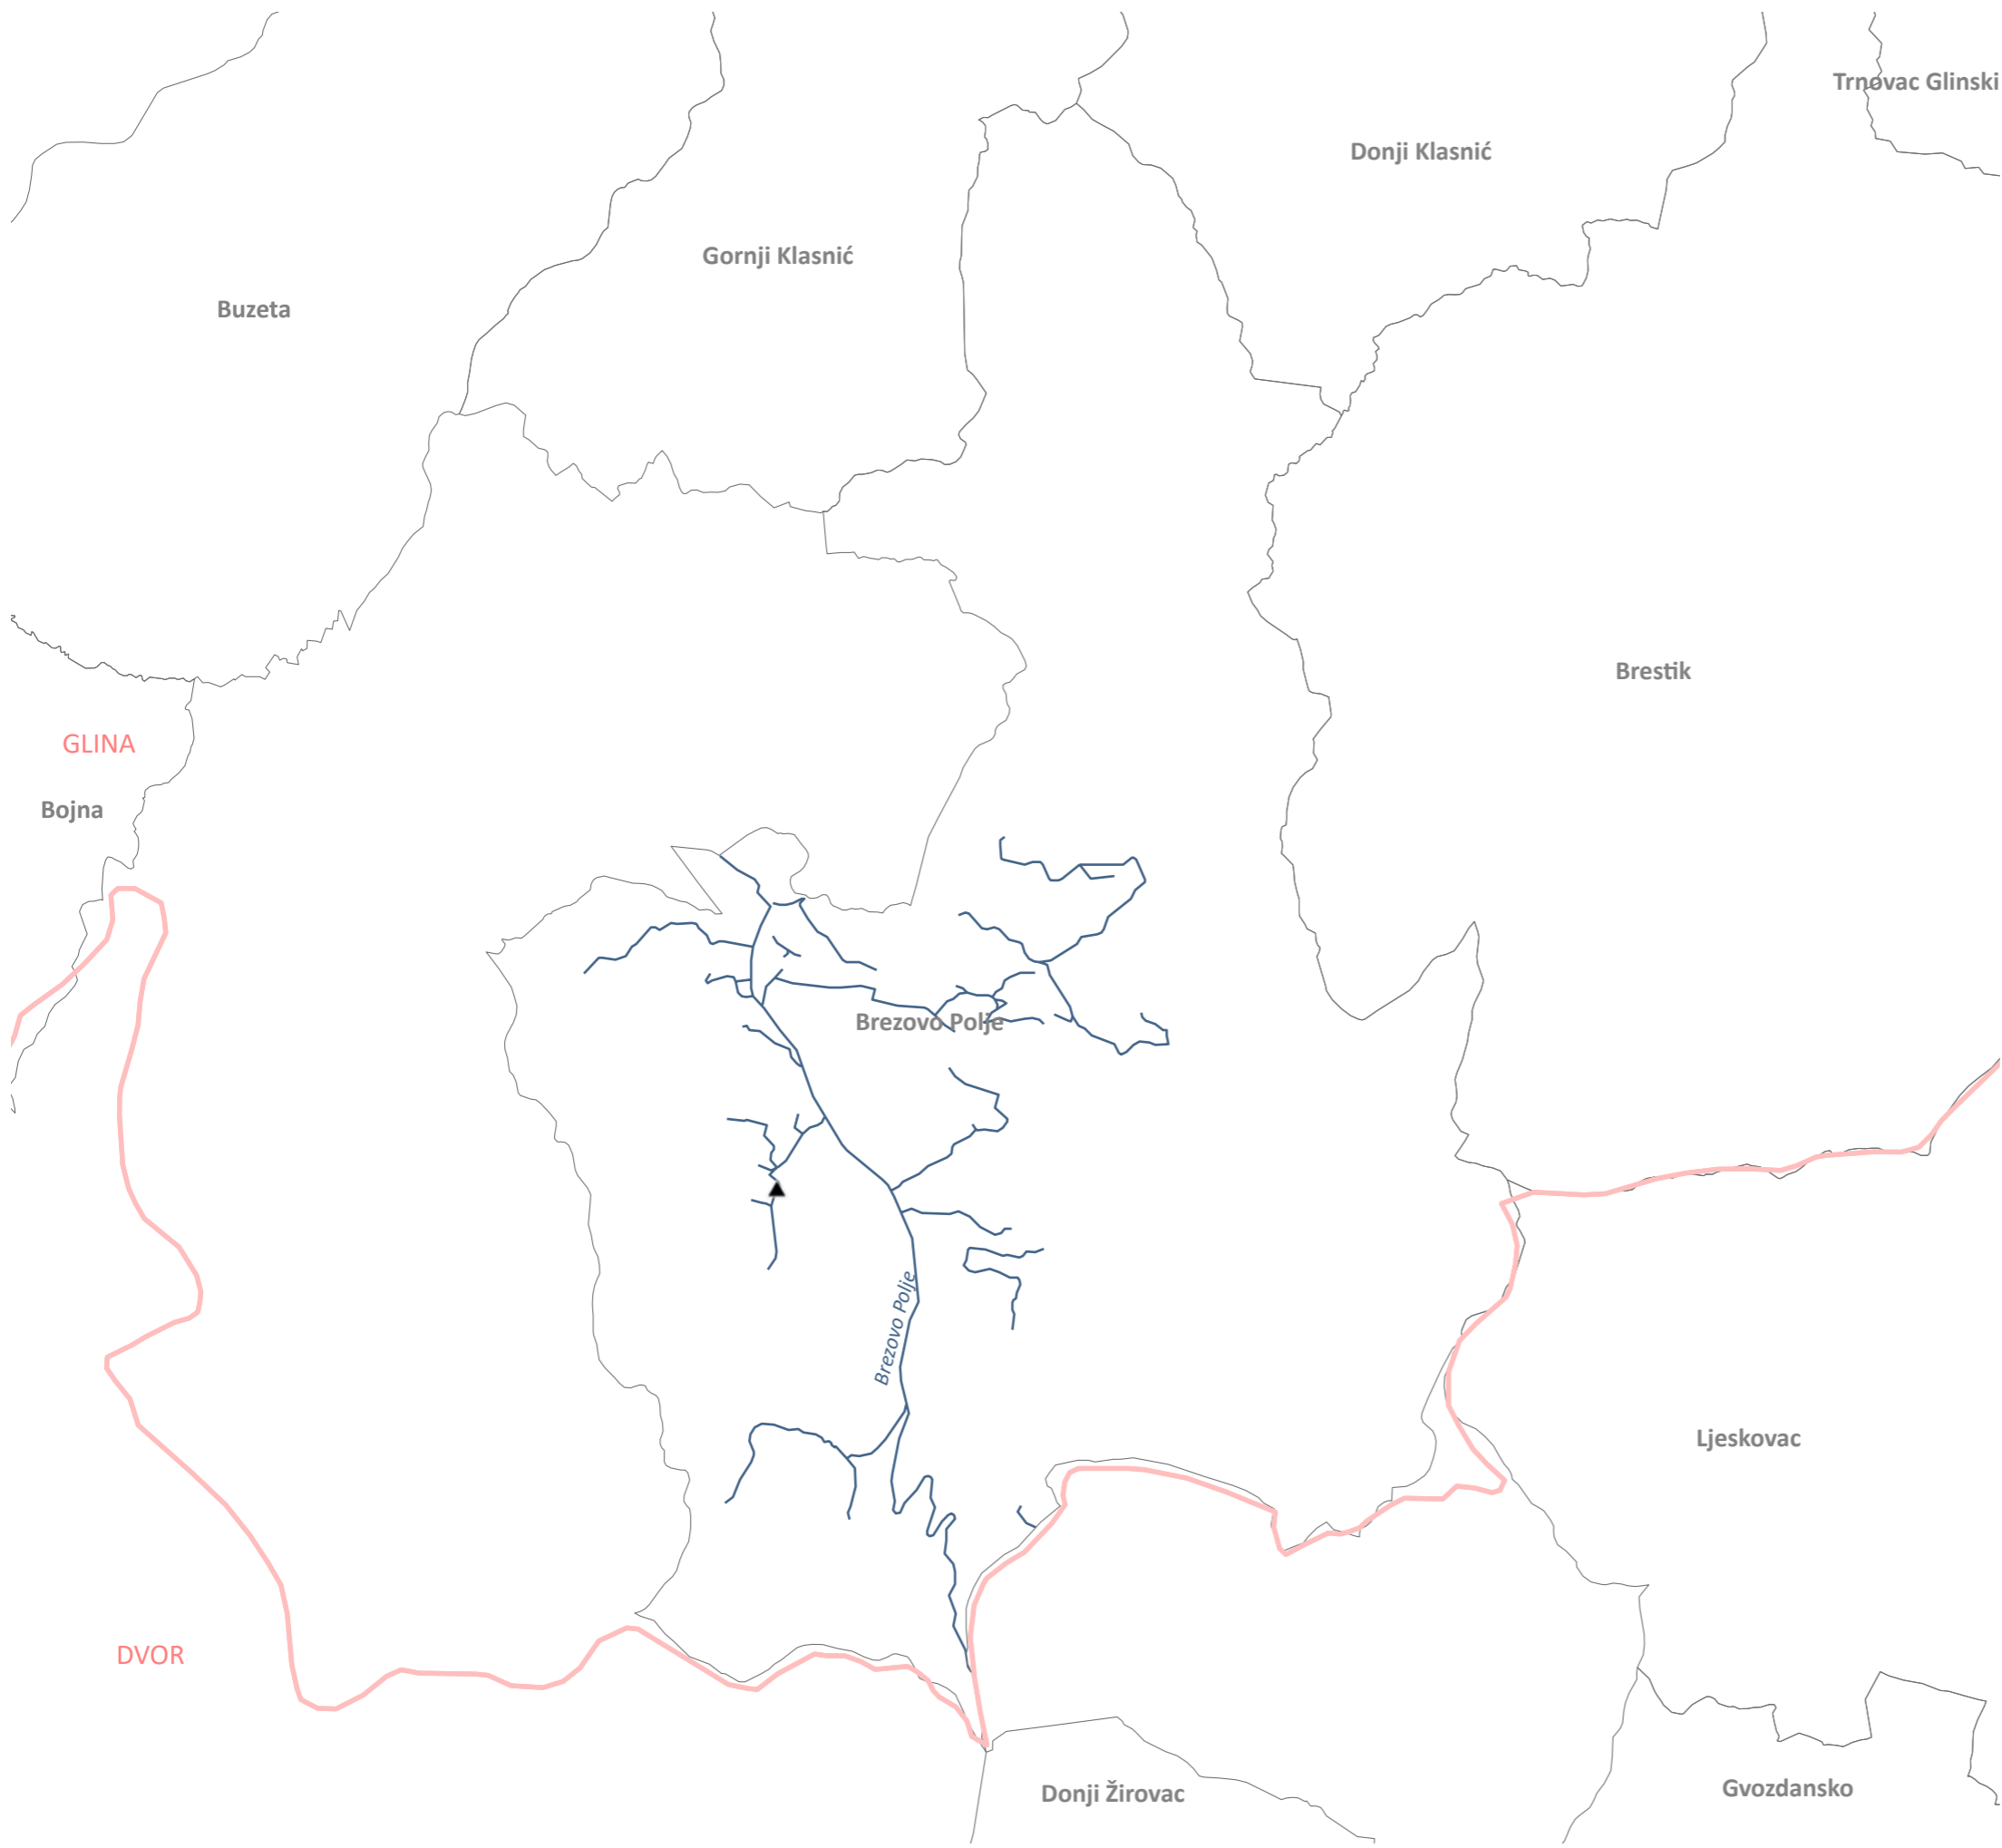 Trnovac Glinski
Donji Klasnić
Gornji Klasnić
Buzeta
Brestik
GLINA
Bojna
Brezovo Polje
Brezovo Polje
Ljeskovac
DVOR
Donji Žirovac
Gvozdansko